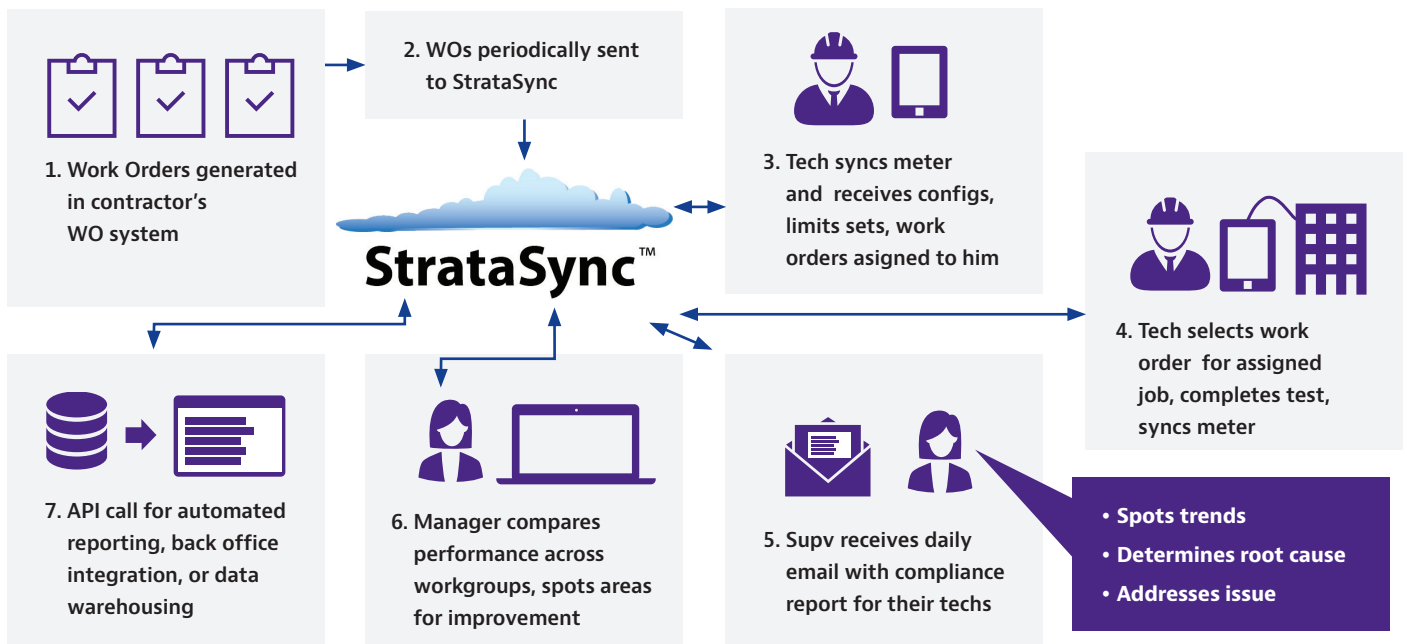 1. Work Orders generated
in contractor's
WO system
2. WOs periodically sent
to StrataSync
StrataSync™
3. Tech syncs meter
and receives configs,
limits sets, work
orders asigned to him
4. Tech selects work
order for assigned
job, completes test,
syncs meter
5. Supv receives daily
email with compliance
report for their techs
• Spots trends
• Determines root cause
• Addresses issue
6. Manager compares
performance across
workgroups, spots areas
for improvement
7. API call for automated
reporting, back office
integration, or data
warehousing